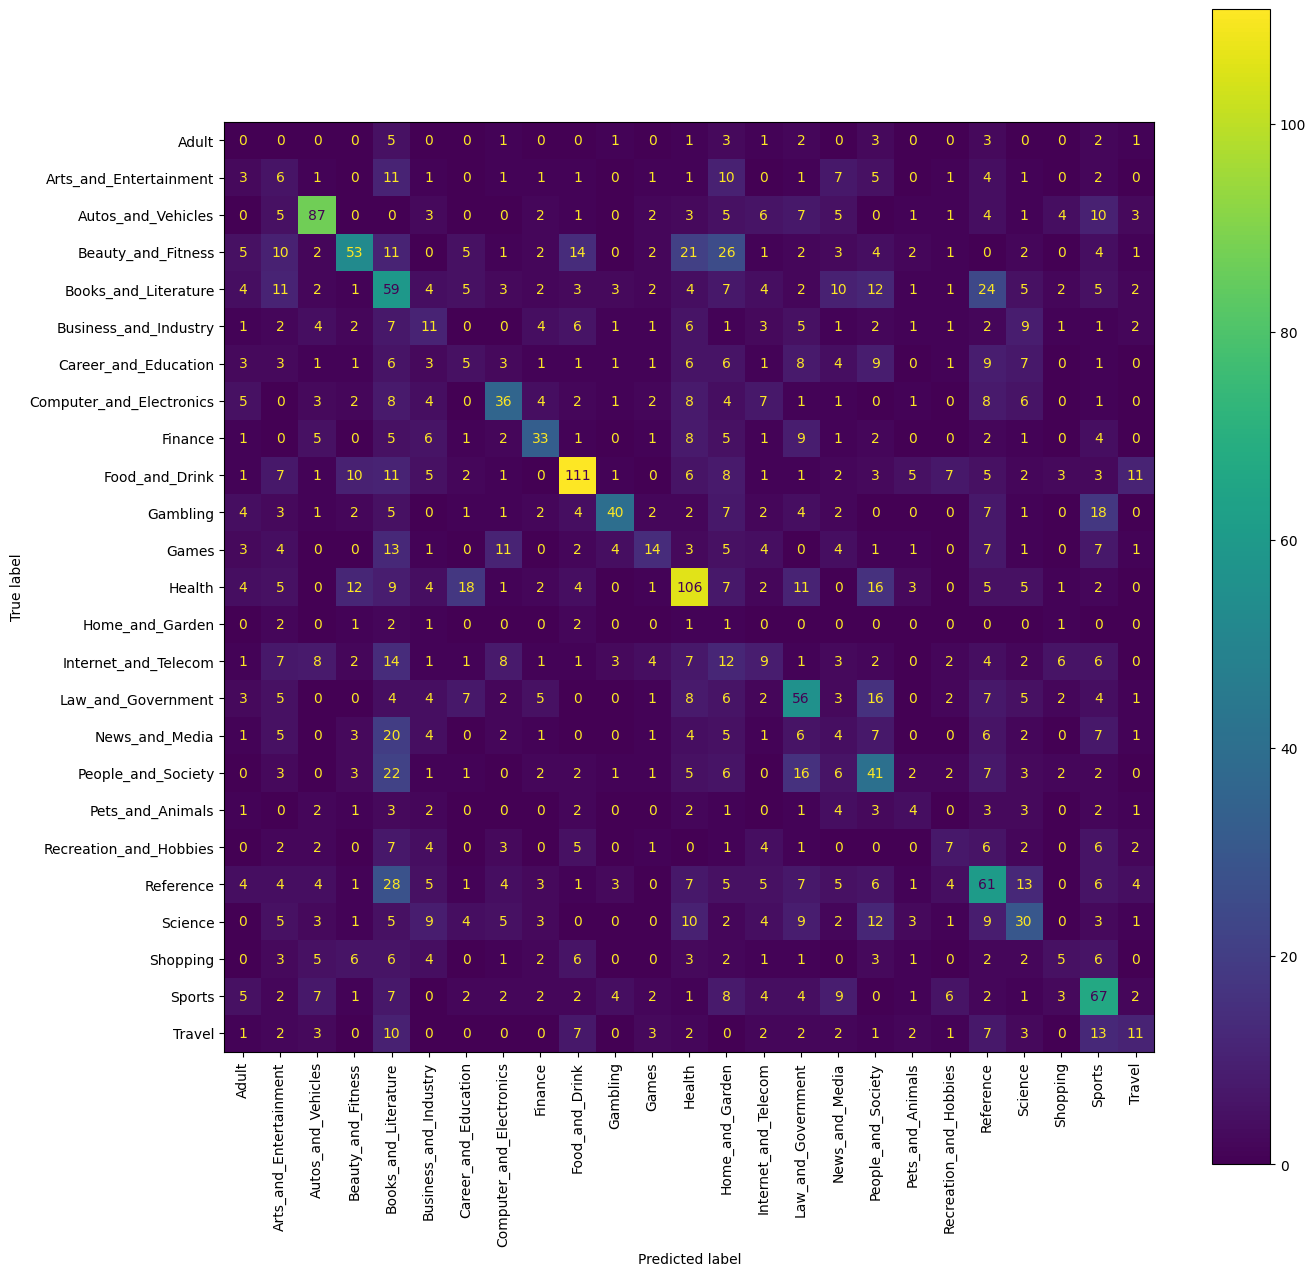 Adult 0 0 0 0 5 0 0 1 0 0 1 0 1 3 1 2 0 3 0 0 3 0 0 2 1
Arts_and_Entertainment 3 6 1 0 11 1 0 1 1 1 0 1 1 10 0 1 7 5 0 1 4 1 0 2 0
Autos_and_Vehicles 0 5 87 0 0 3 0 0 2 1 0 2 3 5 6 7 5 0 1 1 4 1 4 10 3
Beauty_and_Fitness 5 10 2 53 11 0 5 1 2 14 0 2 21 26 1 2 3 4 2 1 0 2 0 4 1
Books_and_Literature 4 11 2 1 59 4 5 3 2 3 3 2 4 7 4 2 10 12 1 1 24 5 2 5 2
Business_and_Industry 1 2 4 2 7 11 0 0 4 6 1 1 6 1 3 5 1 2 1 1 2 9 1 1 2
Career_and_Education 3 3 1 1 6 3 5 3 1 1 1 1 6 6 1 8 4 9 0 1 9 7 0 1 0
Computer_and_Electronics 5 0 3 2 8 4 0 36 4 2 1 2 8 4 7 1 1 0 1 0 8 6 0 1 0
Finance 1 0 5 0 5 6 1 2 33 1 0 1 8 5 1 9 1 2 0 0 2 1 0 4 0
Food_and_Drink 1 7 1 10 11 5 2 1 0 111 1 0 6 8 1 1 2 3 5 7 5 2 3 3 11
Gambling 4 3 1 2 5 0 1 1 2 4 40 2 2 7 2 4 2 0 0 0 7 1 0 18 0
Games 3 4 0 0 13 1 0 11 0 2 4 14 3 5 4 0 4 1 1 0 7 1 0 7 1
Health 4 5 0 12 9 4 18 1 2 4 0 1 106 7 2 11 0 16 3 0 5 5 1 2 0
Home_and_Garden 0 2 0 1 2 1 0 0 0 2 0 0 1 1 0 0 0 0 0 0 0 0 1 0 0
Internet_and_Telecom 1 7 8 2 14 1 1 8 1 1 3 4 7 12 9 1 3 2 0 2 4 2 6 6 0
Law_and_Government 3 5 0 0 4 4 7 2 5 0 0 1 8 6 2 56 3 16 0 2 7 5 2 4 1
News_and_Media 1 5 0 3 20 4 0 2 1 0 0 1 4 5 1 6 4 7 0 0 6 2 0 7 1
People_and_Society 0 3 0 3 22 1 1 0 2 2 1 1 5 6 0 16 6 41 2 2 7 3 2 2 0
Pets_and_Animals 1 0 2 1 3 2 0 0 0 2 0 0 2 1 0 1 4 3 4 0 3 3 0 2 1
Recreation_and_Hobbies 0 2 2 0 7 4 0 3 0 5 0 1 0 1 4 1 0 0 0 7 6 2 0 6 2
Reference 4 4 4 1 28 5 1 4 3 1 3 0 7 5 5 7 5 6 1 4 61 13 0 6 4
Science 0 5 3 1 5 9 4 5 3 0 0 0 10 2 4 9 2 12 3 1 9 30 0 3 1
Shopping 0 3 5 6 6 4 0 1 2 6 0 0 3 2 1 1 0 3 1 0 2 2 5 6 0
Sports 5 2 7 1 7 0 2 2 2 2 4 2 1 8 4 4 9 0 1 6 2 1 3 67 2
Travel 1 2 3 0 10 0 0 0 0 7 0 3 2 0 2 2 2 1 2 1 7 3 0 13 11
True label
Adult
Arts_and_Entertainment
Autos_and_Vehicles
Beauty_and_Fitness
Books_and_Literature
Business_and_Industry
Career_and_Education
Computer_and_Electronics
Finance
Food_and_Drink
Gambling
Games
Health
Home_and_Garden
Internet_and_Telecom
Law_and_Government
News_and_Media
People_and_Society
Pets_and_Animals
Recreation_and_Hobbies
Reference
Science
Shopping
Sports
Travel
Predicted label
100
80
60
40
20
0